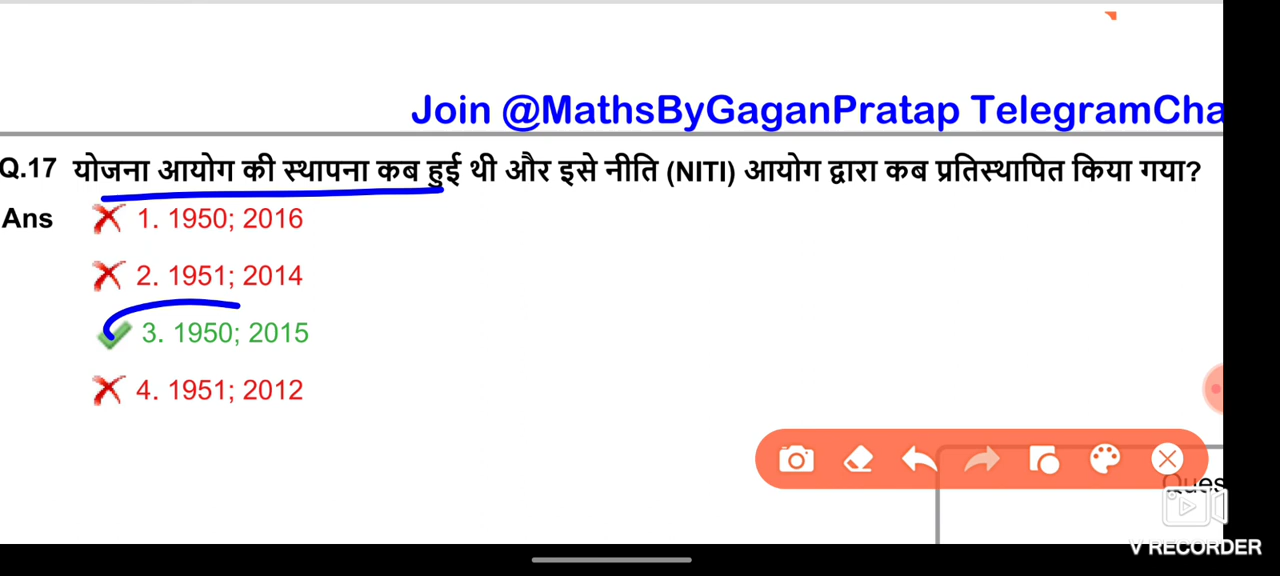 Join @MathsByGaganPratap TelegramCha
Q.17 योजना आयोग की स्थापना कब हुई थी और इसे नीति (NITI) आयोग द्वारा कब प्रतिस्थापित किया गया?
Ans 1. 1950; 2016
2. 1951; 2014
3. 1950; 2015
4. 1951; 2012
Ques
V RECORDER